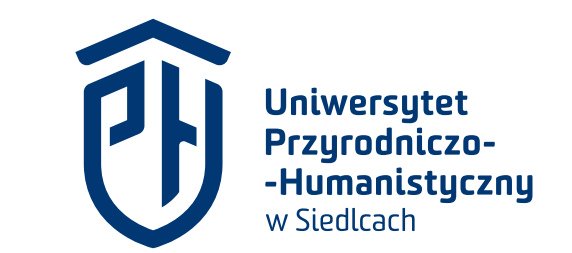 Uniwersytet
Przyrodniczo-
-Humanistyczny
w Siedlcach